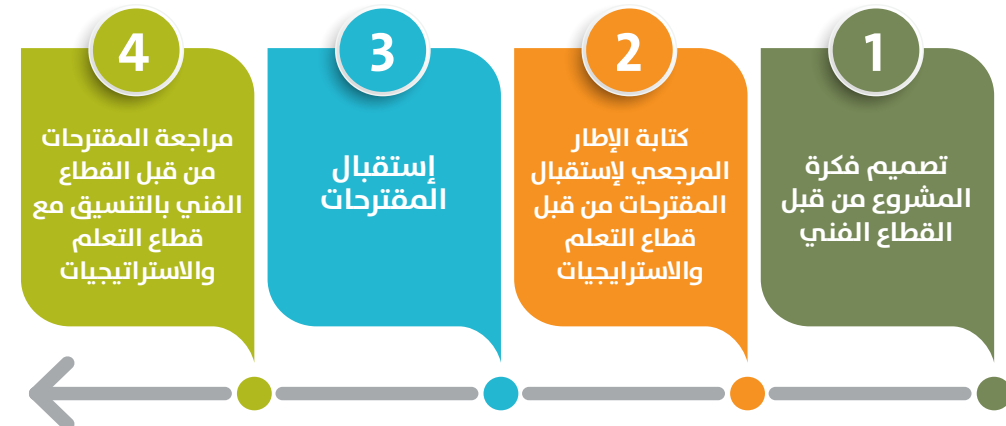 1
تصميم فكرة
المشروع من قبل
القطاع الفني
2
كتابة الإطار
المرجعي لإستقبال
المقترحات من قبل
قطاع التعلم
والاسترايجيات
3
إستقبال
المقترحات
4
مراجعة المقترحات
من قبل القطاع
الفني بالتنسيق مع
قطاع التعلم
والاستراتيجيات